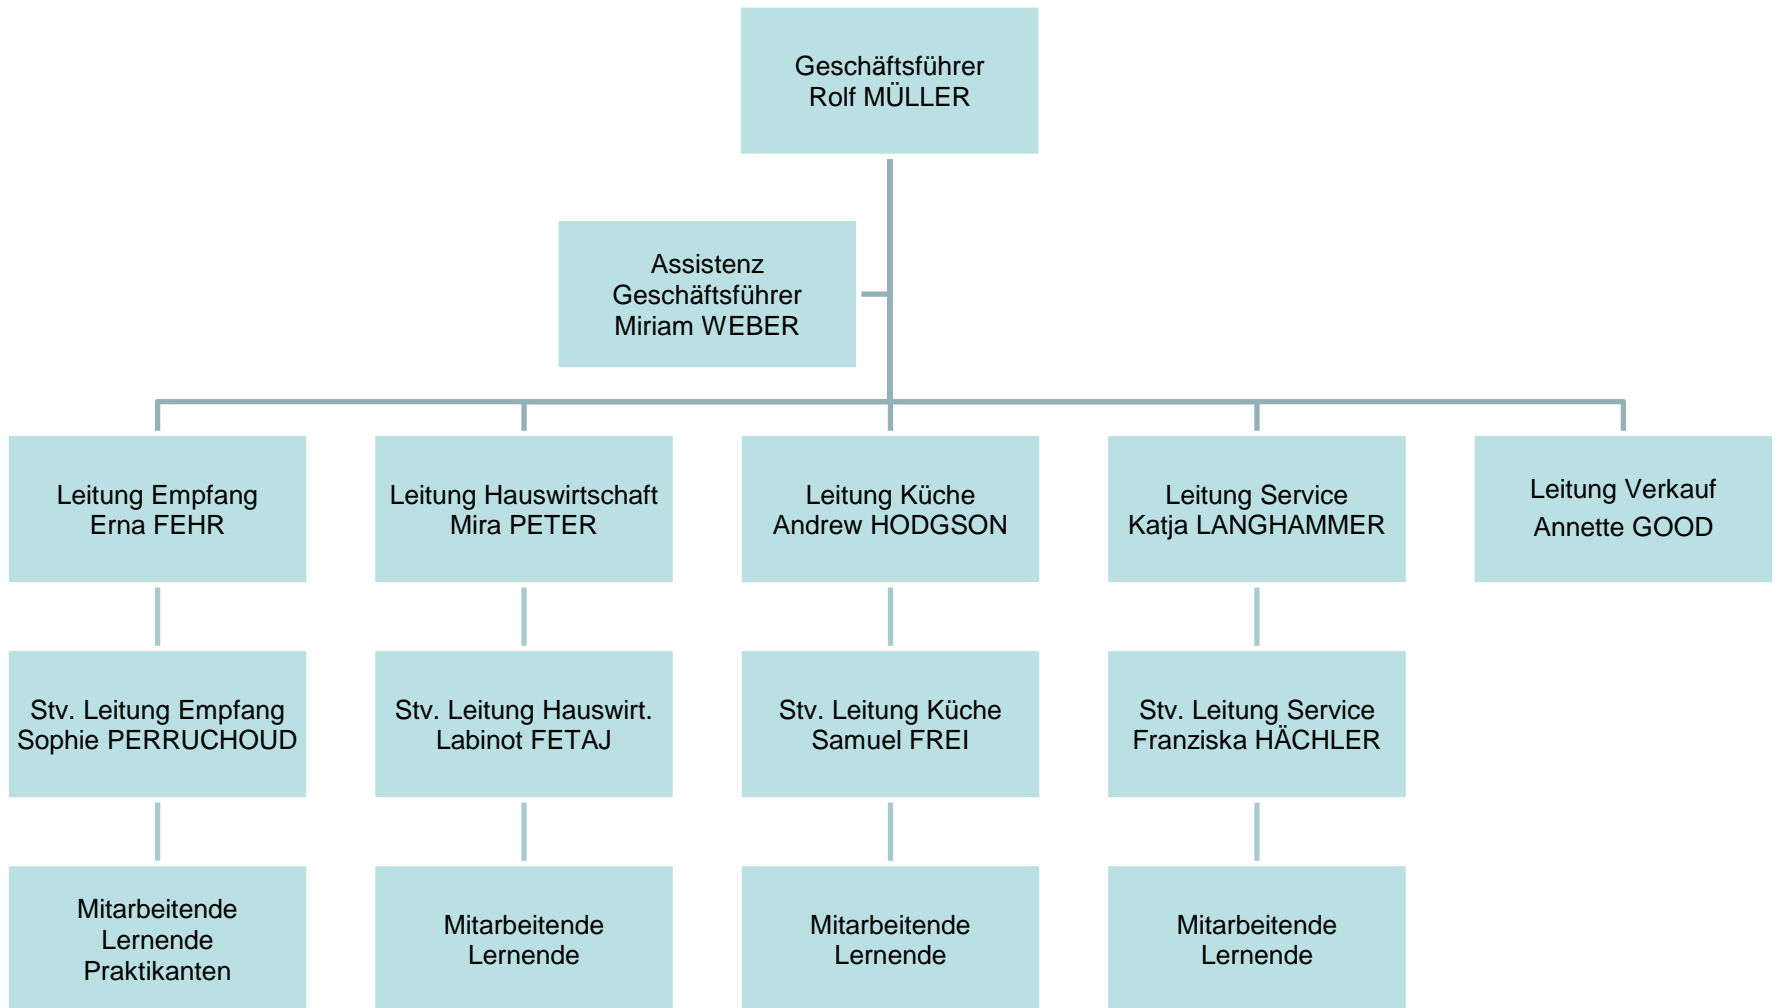 Geschäftsführer
Rolf MÜLLER
Assistenz
Geschäftsführer
Miriam WEBER
Leitung Empfang
Erna FEHR
Leitung Hauswirtschaft
Mira PETER
Leitung Küche
Andrew HODGSON
Leitung Service
Katja LANGHAMMER
Leitung Verkauf
Annette GOOD
Stv. Leitung Empfang
Sophie PERRUCHOUD
Stv. Leitung Hauswirt.
Labinot FETAJ
Stv. Leitung Küche
Samuel FREI
Stv. Leitung Service
Franziska HÄCHLER
Mitarbeitende
Lernende
Praktikanten
Mitarbeitende
Lernende
Mitarbeitende
Lernende
Mitarbeitende
Lernende